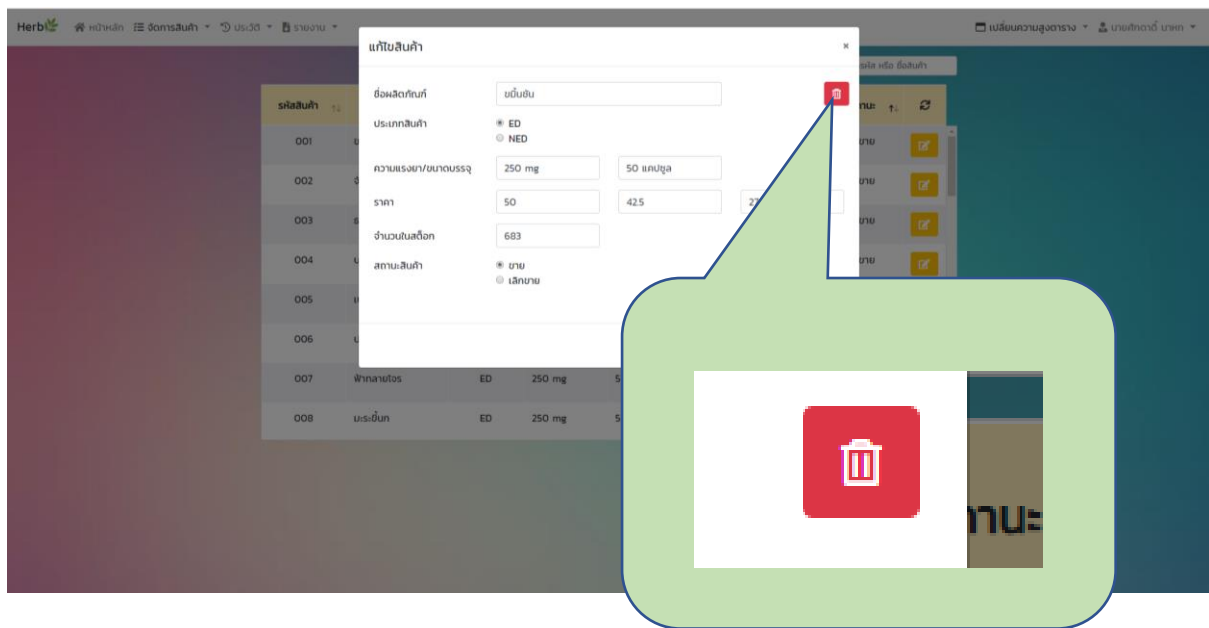 Herb หน้าหลัก จัดการสินค้า ประวัติ รายงาน เปลี่ยนความสูงตาราง นายศักดาดิ์ นาหก
แก้ไขสินค้า ×
รหัส หรือ ชื่อสินค้า
ชื่อผลิตภัณฑ์ ขมิ้นชัน
รหัสสินค้า
ประเภทสินค้า ED
NED
001 ขาย
ความแรงยา/ขนาดบรรจุ 250 mg 50 แคปซูล
002 ขาย
ราคา 50 42.5
003 ขาย
จำนวนในสต็อก 683
004 ขาย
สถานะสินค้า ขาย
เลิกขาย
005
006
007 ฟ้าทลายโจร ED 250 mg
008 มะระขี้นก ED 250 mg